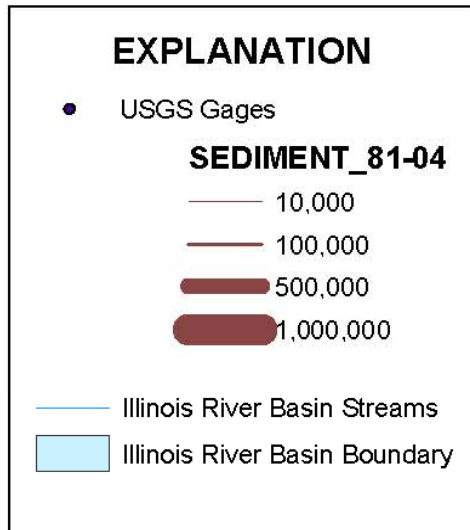 EXPLANATION
USGS Gages
SEDIMENT_81-04
10,000
100,000
500,000
1,000,000
Illinois River Basin Streams
Illinois River Basin Boundary